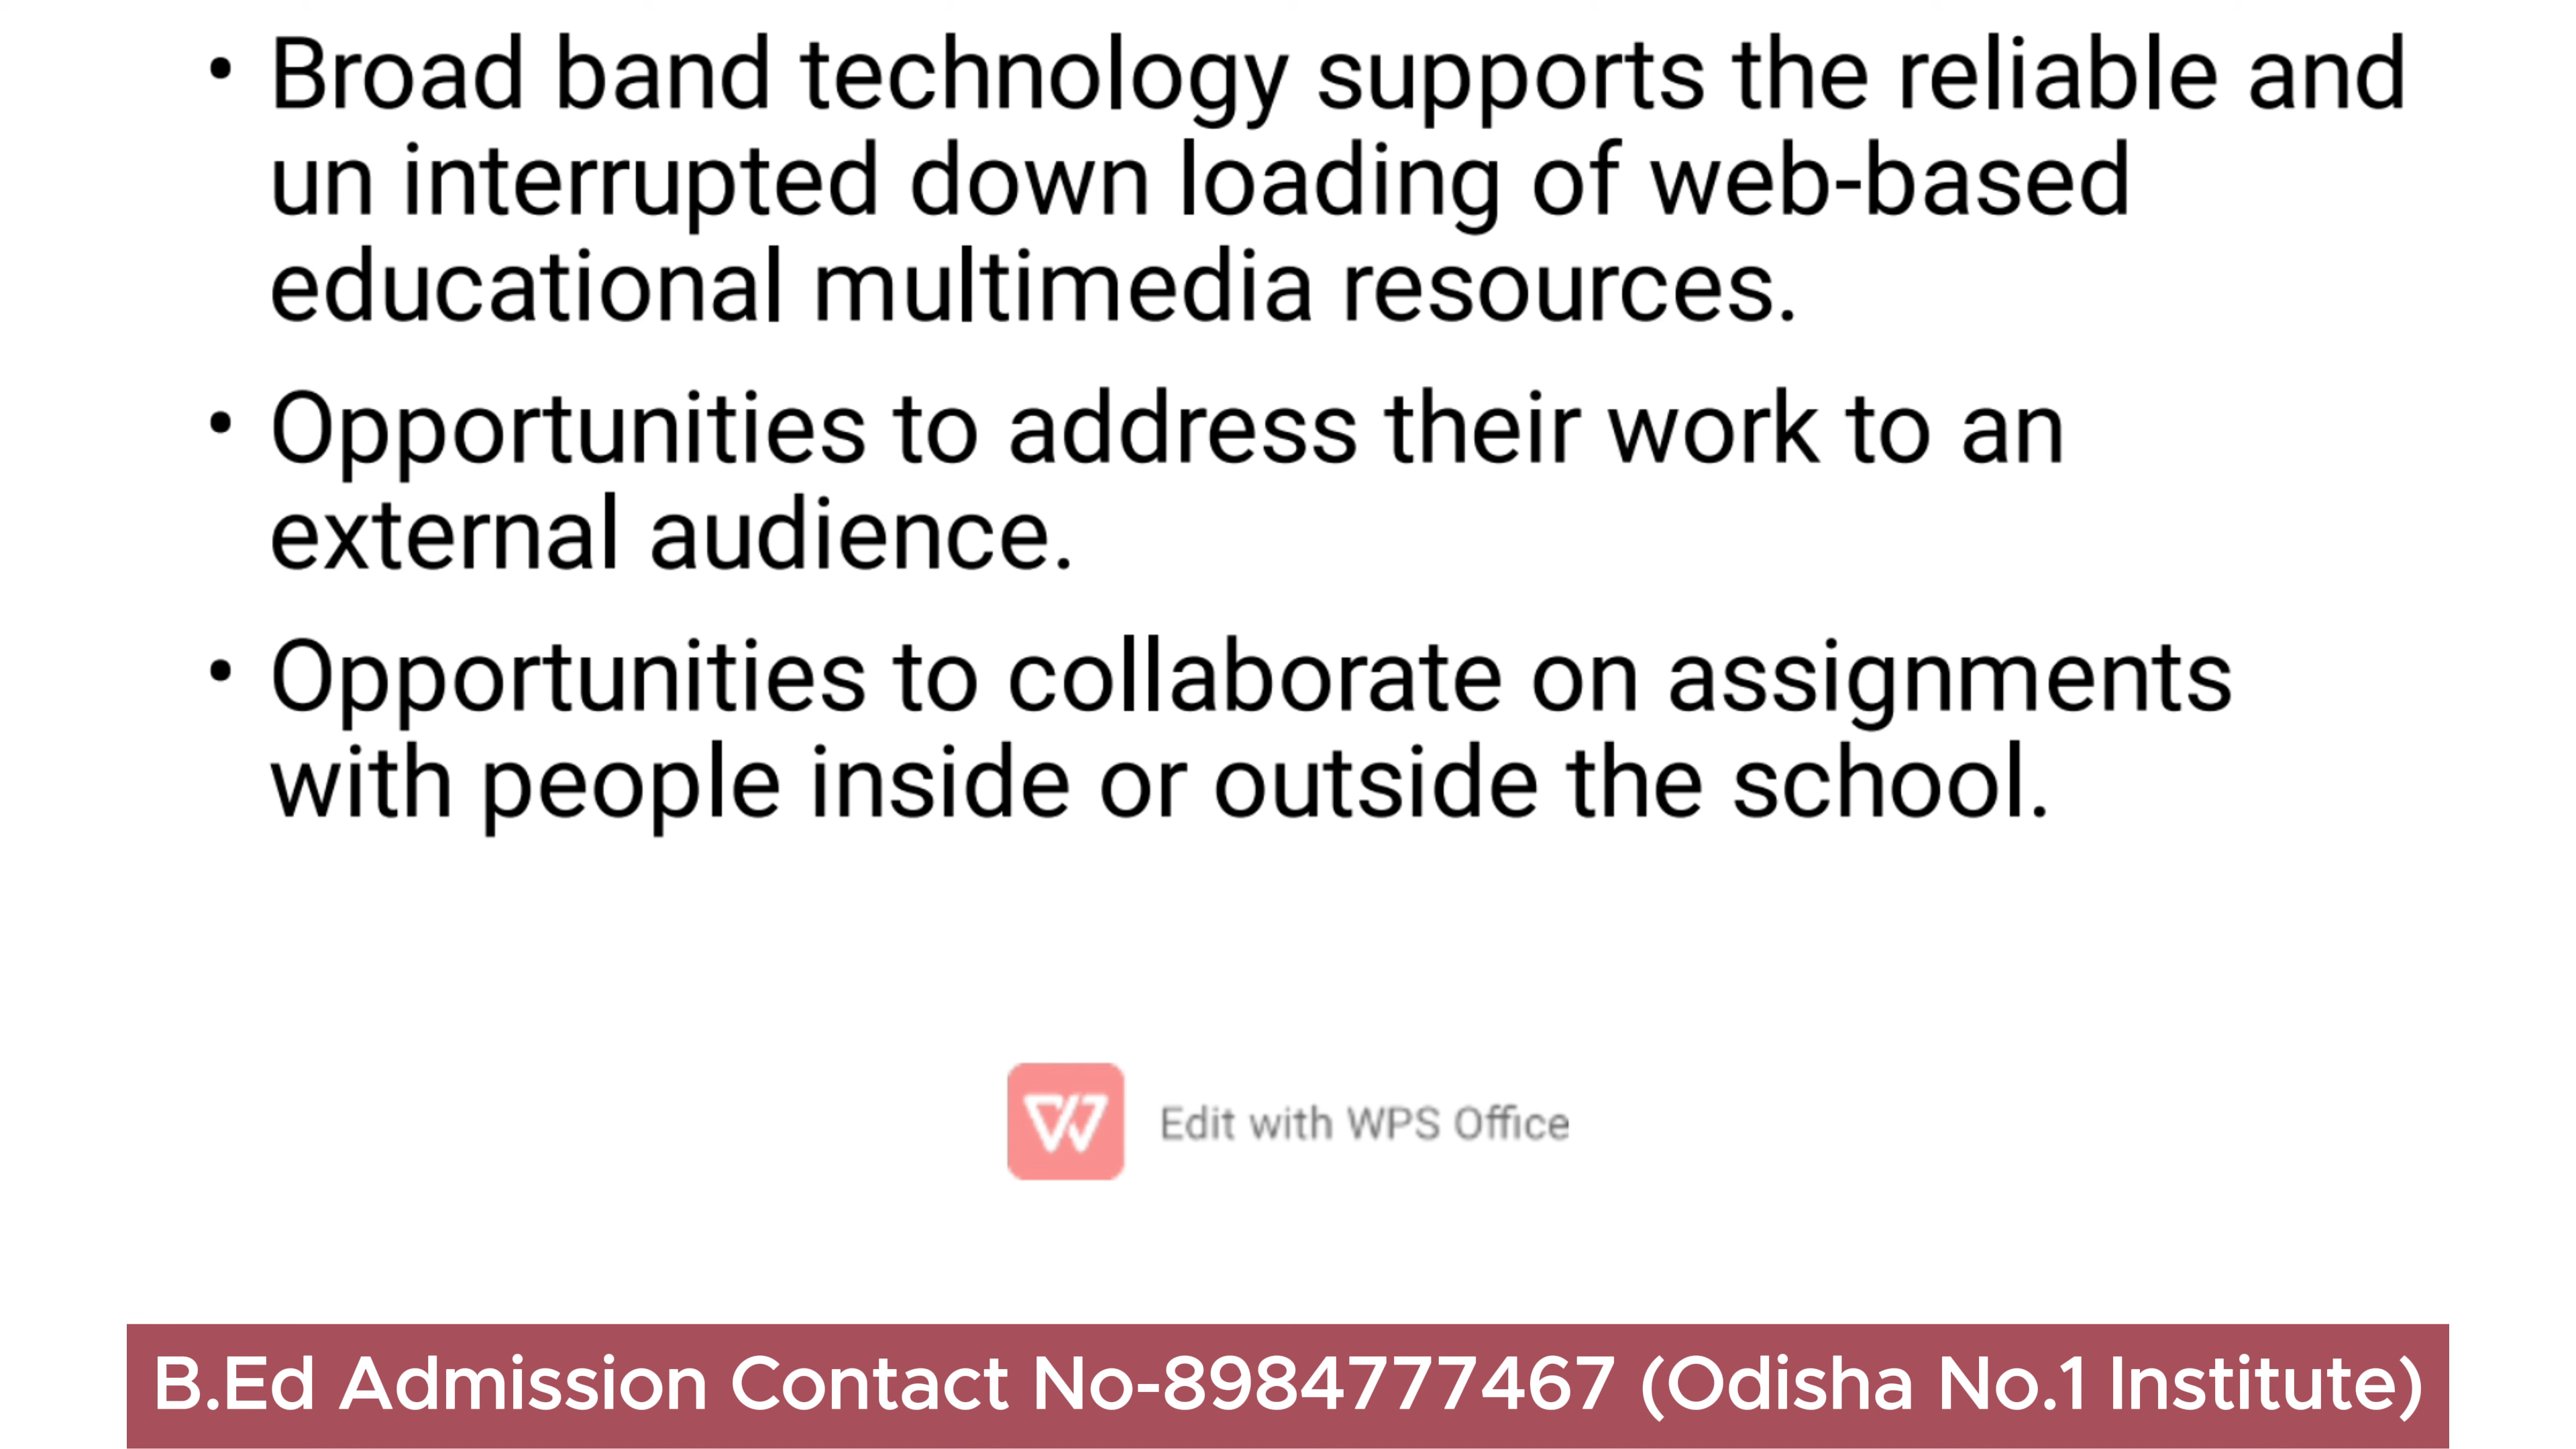 • Broad band technology supports the reliable and
un interrupted down loading of web-based
educational multimedia resources.
• Opportunities to address their work to an
external audience.
• Opportunities to collaborate on assignments
with people inside or outside the school.
Edit with WPS Office
B.Ed Admission Contact No-8984777467 (Odisha No.1 Institute)